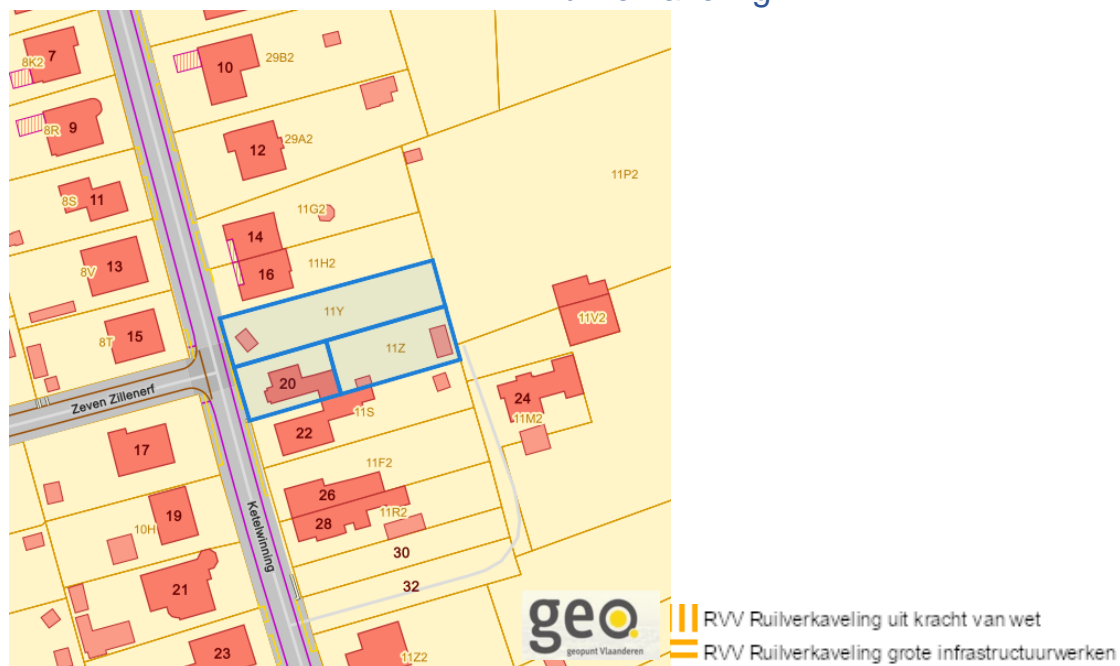 7
8K2
10
29B2
9
8R
12
29A2
11P2
11
8S
11G2
14
13
8V
16
11H2
11Y
11V2
15
8T
11Z
20
24
Zeven Zillenerf
11S
11M2
22
17
11F2
26
19
10H
28
11R2
Ketelwinning
30
21
32
geo.
geopunt Vlaanderen
RVV Ruilverkaveling uit kracht van wet
23
11Z2
RVV Ruilverkaveling grote infrastructuurwerken